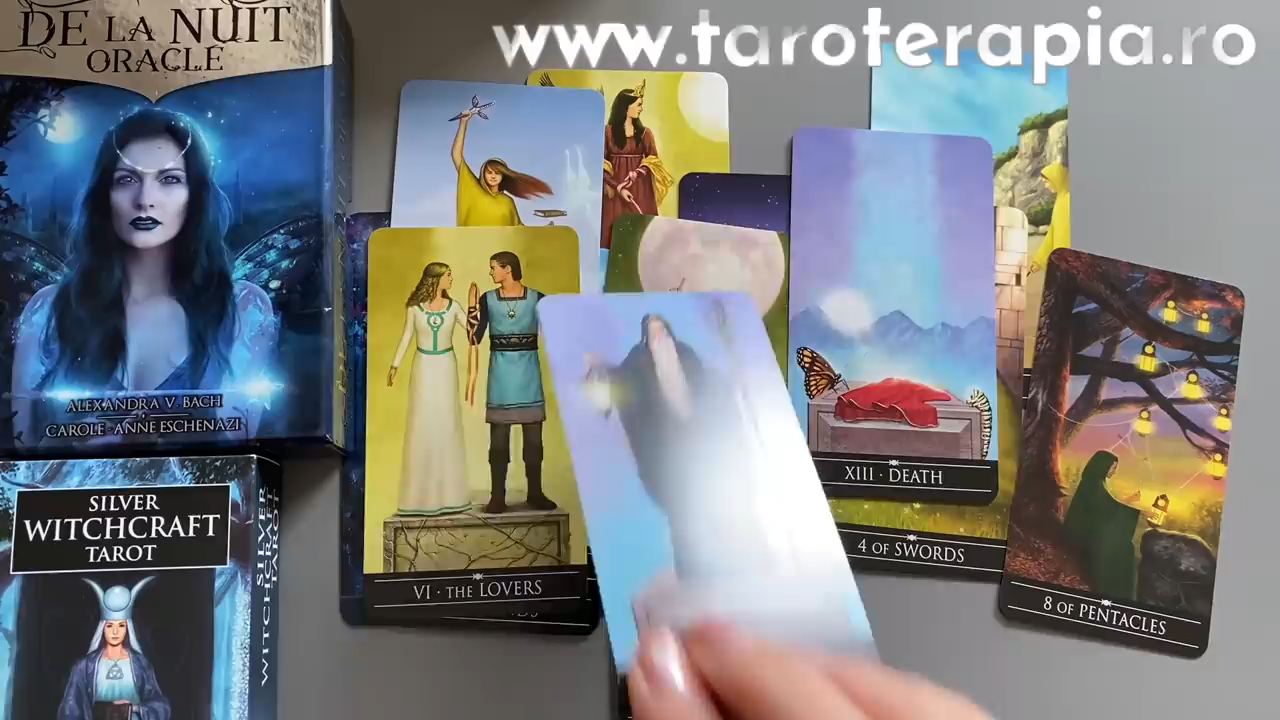 www.taroterapia.ro
DE LA NUIT
ORACLE
ALEXANDRA V. BACH
CAROLE-ANNE ESCHENAZI
SILVER
WITCHCRAFT
TAROT
SILVER
WITCHCRAFT
TAROT
VI · THE LOVERS
XIII · DEATH
4 OF SWORDS
8 OF PENTACLES